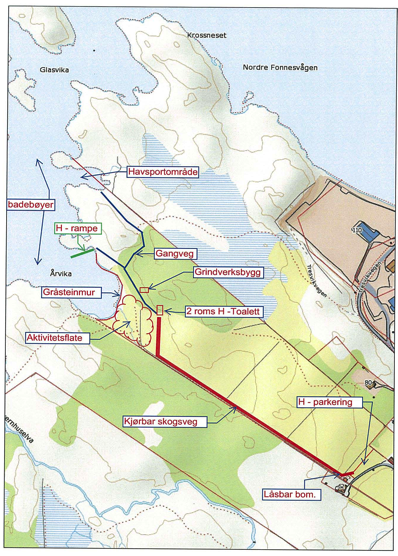 Krossneset
Glasvika
Nordre Fonnesvågen
Havsportområde
badebøyer
H - rampe
Gangveg
Grindverksbygg
Årvika
Gråsteinmur
2 roms H -Toalett
Aktivitetsflate
H - parkering
Kjørbar skogsveg
Låsbar bom.